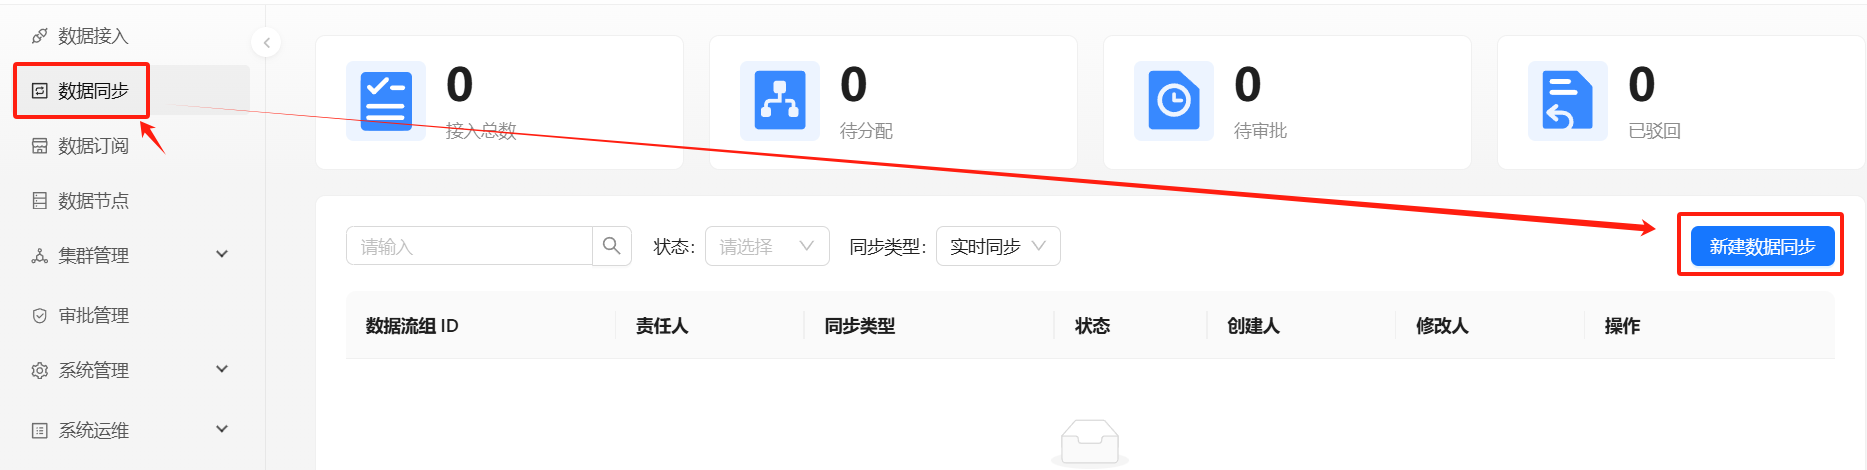 数据接入
数据同步
数据订阅
数据节点
集群管理
审批管理
系统管理
系统运维
0
接入总数
0
待分配
0
待审批
0
已驳回
请输入 状态: 请选择 同步类型: 实时同步 新建数据同步
数据流组 ID 责任人 同步类型 状态 创建人 修改人 操作